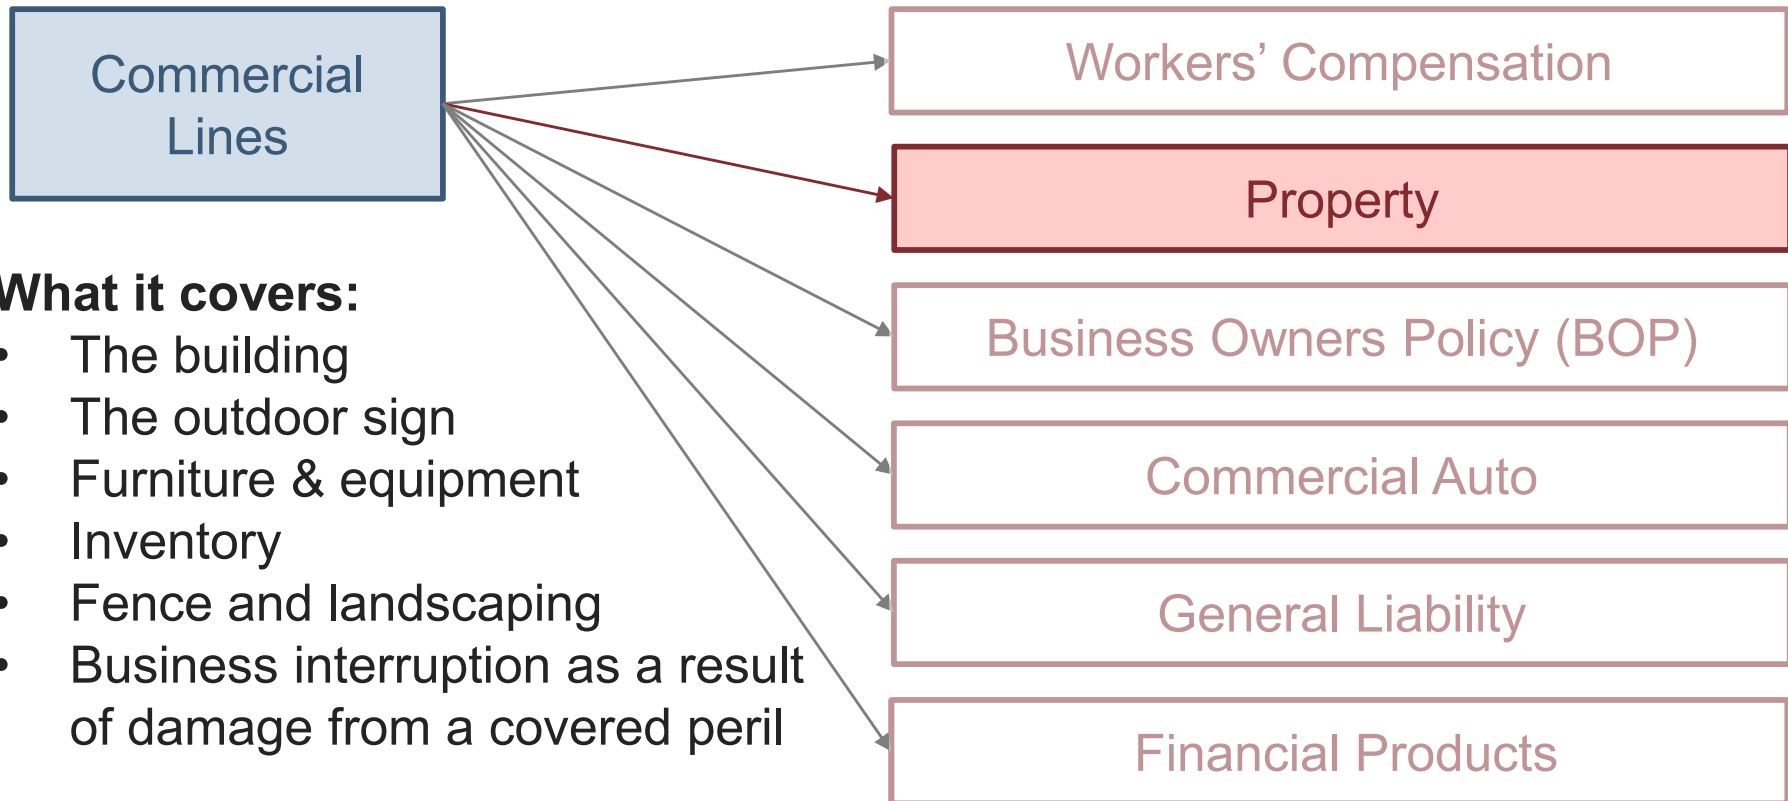 Commercial
Lines
What it covers:
• The building
• The outdoor sign
• Furniture & equipment
• Inventory
• Fence and landscaping
• Business interruption as a result
of damage from a covered peril
Workers’ Compensation
Property
Business Owners Policy (BOP)
Commercial Auto
General Liability
Financial Products